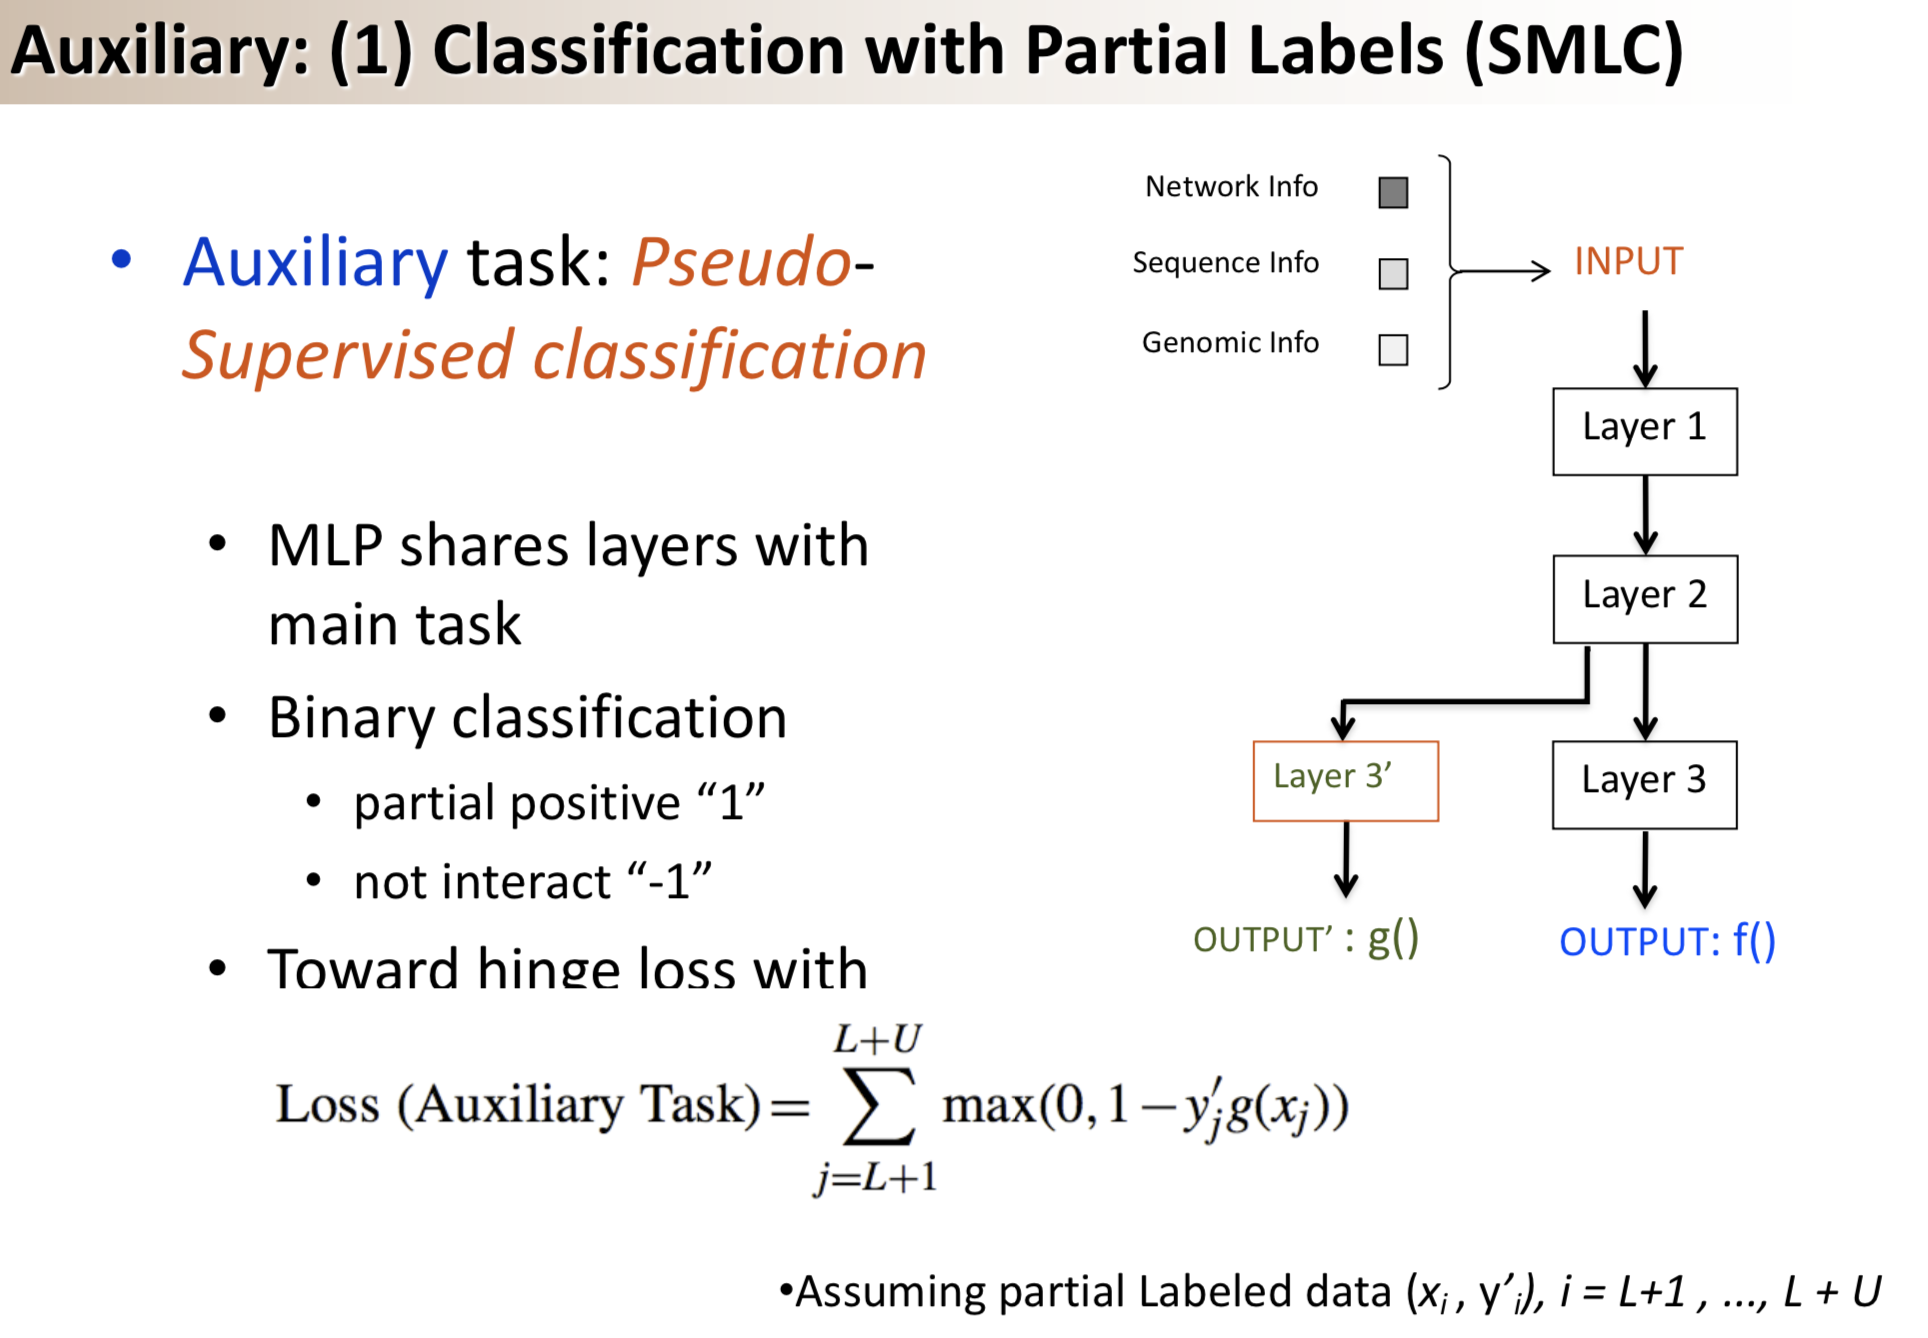 Auxiliary: (1) Classification with Partial Labels (SMLC)
• Auxiliary task: Pseudo-
Supervised classification
• MLP shares layers with
main task
• Binary classification
• partial positive “1”
• not interact “-1”
• Toward hinge loss with
Network Info
Sequence Info
Genomic Info
INPUT
Layer 1
Layer 2
Layer 3’
Layer 3
OUTPUT’ : g()
OUTPUT: f()
Loss (Auxiliary Task) = ∑_{j=L+1}^{L+U} max(0, 1 − y′_j g(x_j))
•Assuming partial Labeled data (x_i , y’_i), i = L+1 , ..., L + U